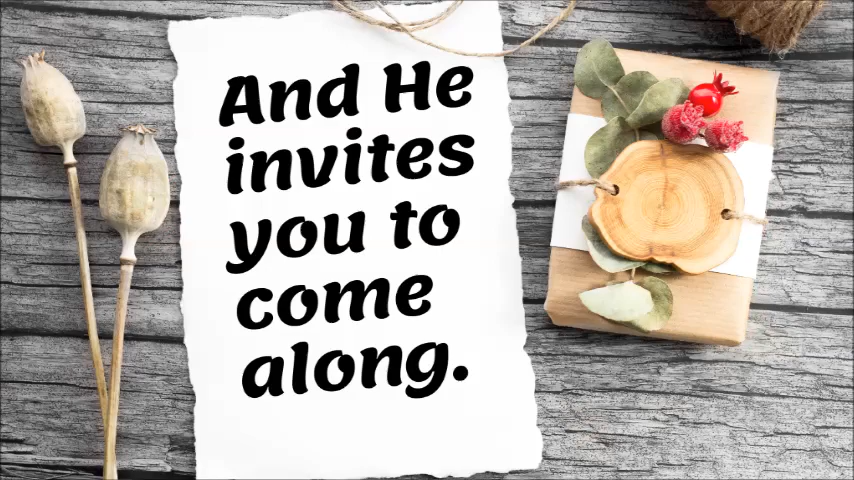 And He
invites
you to
come
along.